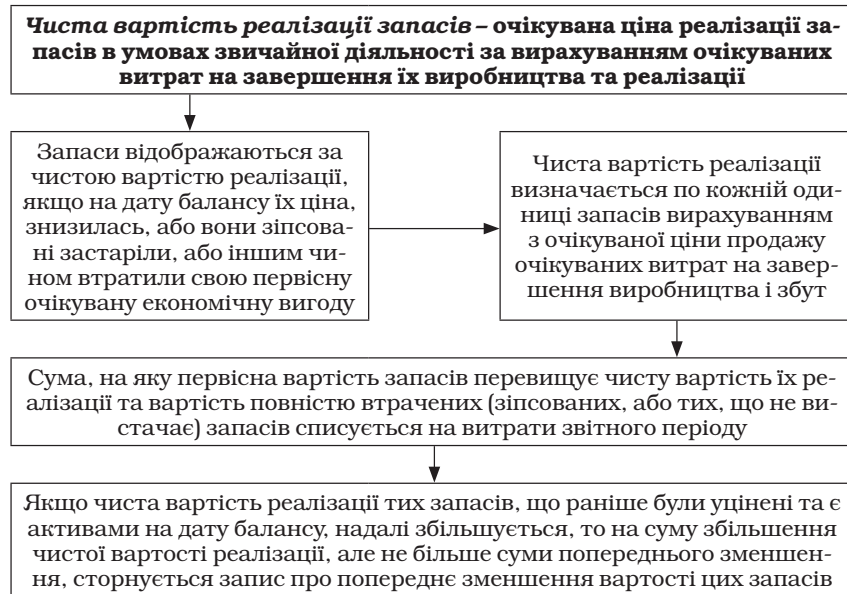 Чиста вартість реалізації запасів – очікувана ціна реалізації за-
пасів в умовах звичайної діяльності за вирахуванням очікуваних
витрат на завершення їх виробництва та реалізації
Запаси відображаються за
чистою вартістю реалізації,
якщо на дату балансу їх ціна,
знизилась, або вони зіпсова-
ні застаріли, або іншим чи-
ном втратили свою первісну
очікувану економічну вигоду
Чиста вартість реалізації
визначається по кожній оди-
ниці запасів вирахуванням
з очікуваної ціни продажу
очікуваних витрат на завер-
шення виробництва і збут
Сума, на яку первісна вартість запасів перевищує чисту вартість їх ре-
алізації та вартість повністю втрачених (зіпсованих, або тих, що не ви-
стачає) запасів списується на витрати звітного періоду
Якщо чиста вартість реалізації тих запасів, що раніше були уцінені та є
активами на дату балансу, надалі збільшується, то на суму збільшення
чистої вартості реалізації, але не більше суми попереднього зменшен-
ня, сторнується запис про попереднє зменшення вартості цих запасів